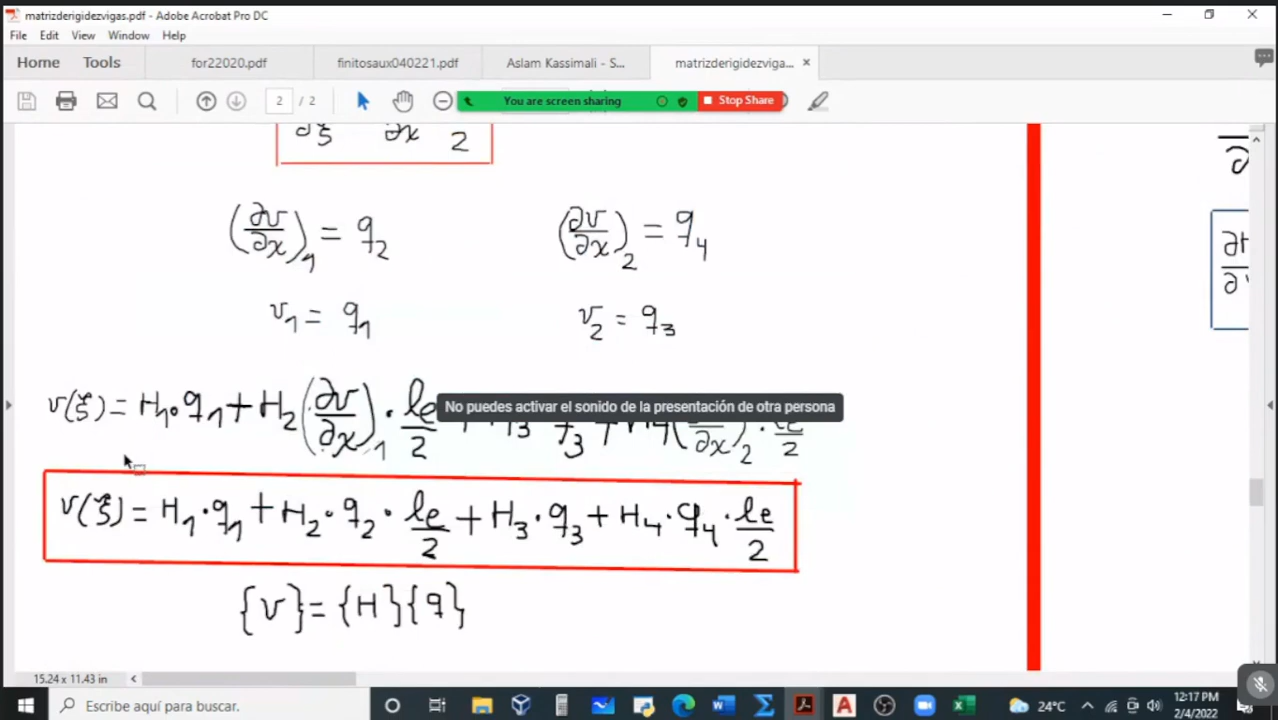 matrizderigidezvigas.pdf - Adobe Acrobat Pro DC
File Edit View Window Help
Home Tools for22020.pdf finitosaux040221.pdf Aslam Kassimali - S... matrizderigidezviga... ×
2 / 2 You are screen sharing Stop Share
∂ξ ∂x 2
(∂v/∂x)₁ = q₂ (∂v/∂x)₂ = q₄
v₁ = q₁ v₂ = q₃
v(ξ) = H₁·q₁ + H₂(∂v/∂x)₁·le/2
No puedes activar el sonido de la presentación de otra persona
v(ξ) = H₁·q₁ + H₂·q₂·le/2 + H₃·q₃ + H₄·q₄·le/2
{v} = {H}{q}
15.24 x 11.43 in
Escribe aquí para buscar. 24°C 12:17 PM
2/4/2022